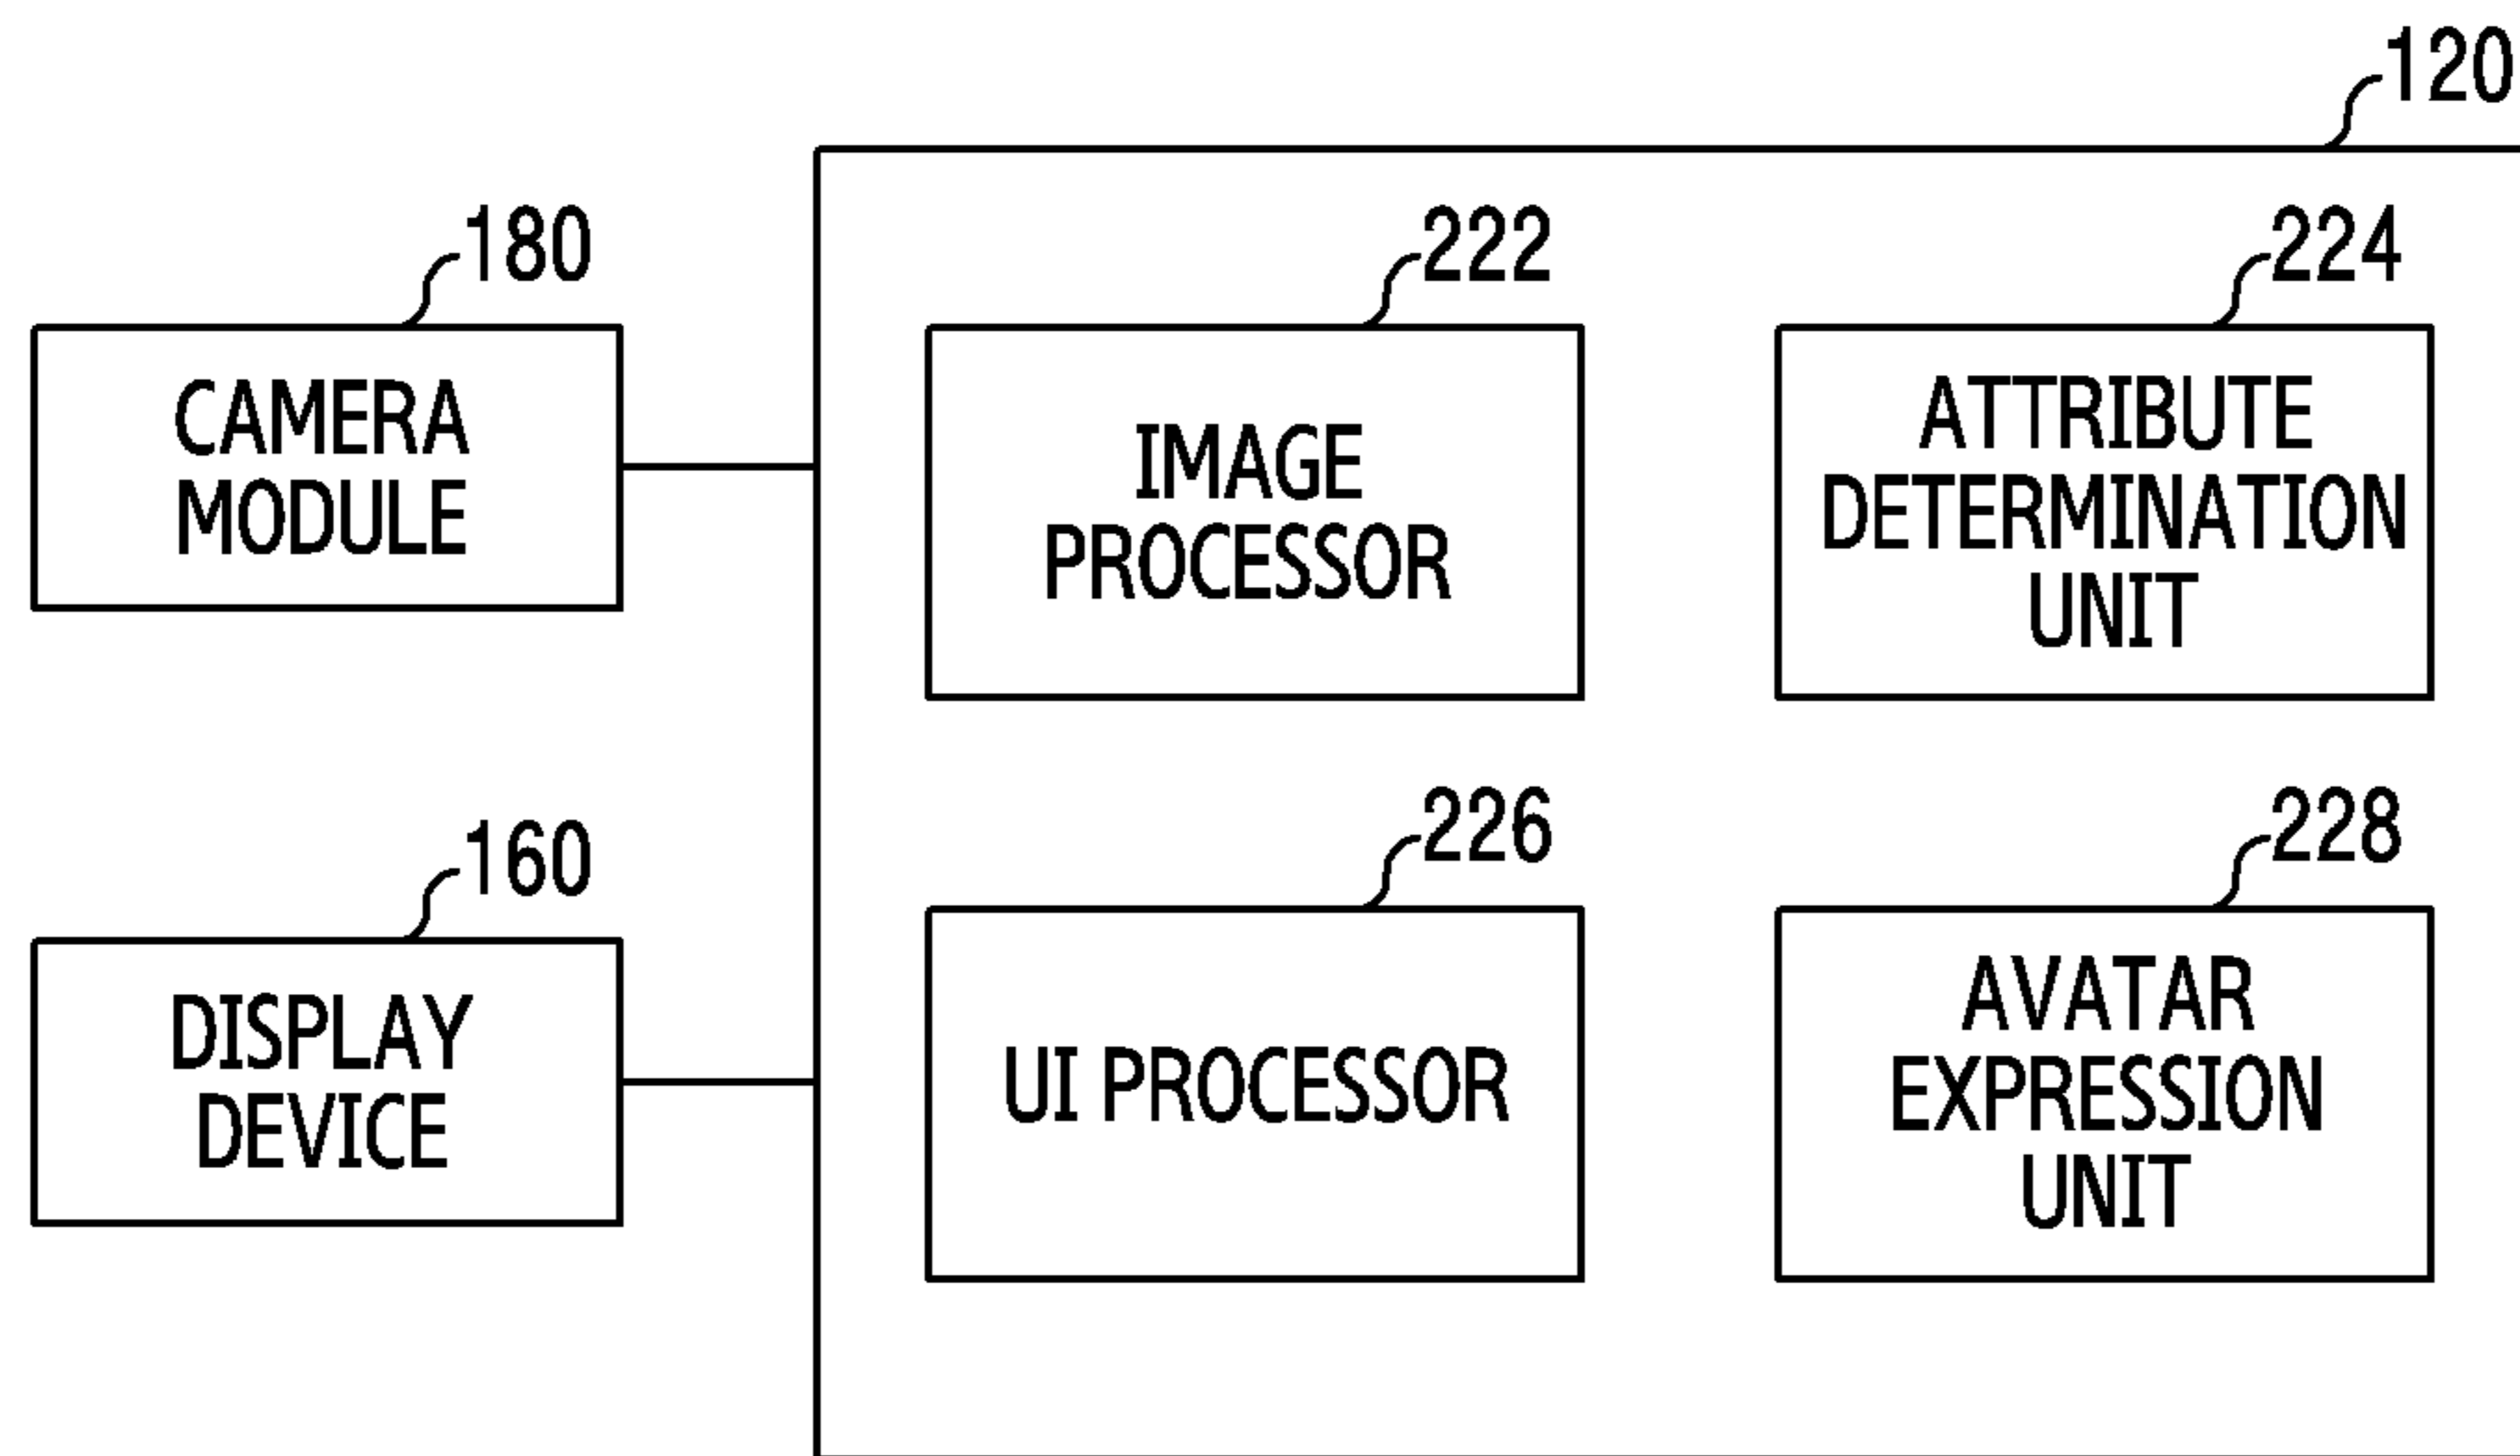 120
180
CAMERA
MODULE
222
IMAGE
PROCESSOR
224
ATTRIBUTE
DETERMINATION
UNIT
160
DISPLAY
DEVICE
226
UI PROCESSOR
228
AVATAR
EXPRESSION
UNIT